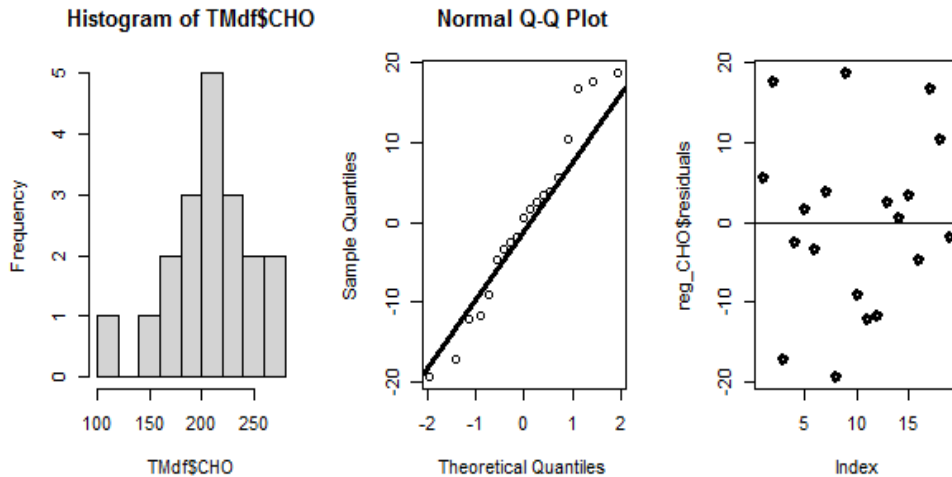 Histogram of TMdf$CHO
Frequency
0 1 2 3 4 5
100 150 200 250
TMdf$CHO
Normal Q-Q Plot
Sample Quantiles
-20 -10 0 10 20
-2 -1 0 1 2
Theoretical Quantiles
reg_CHO$residuals
-20 -10 0 10 20
5 10 15
Index